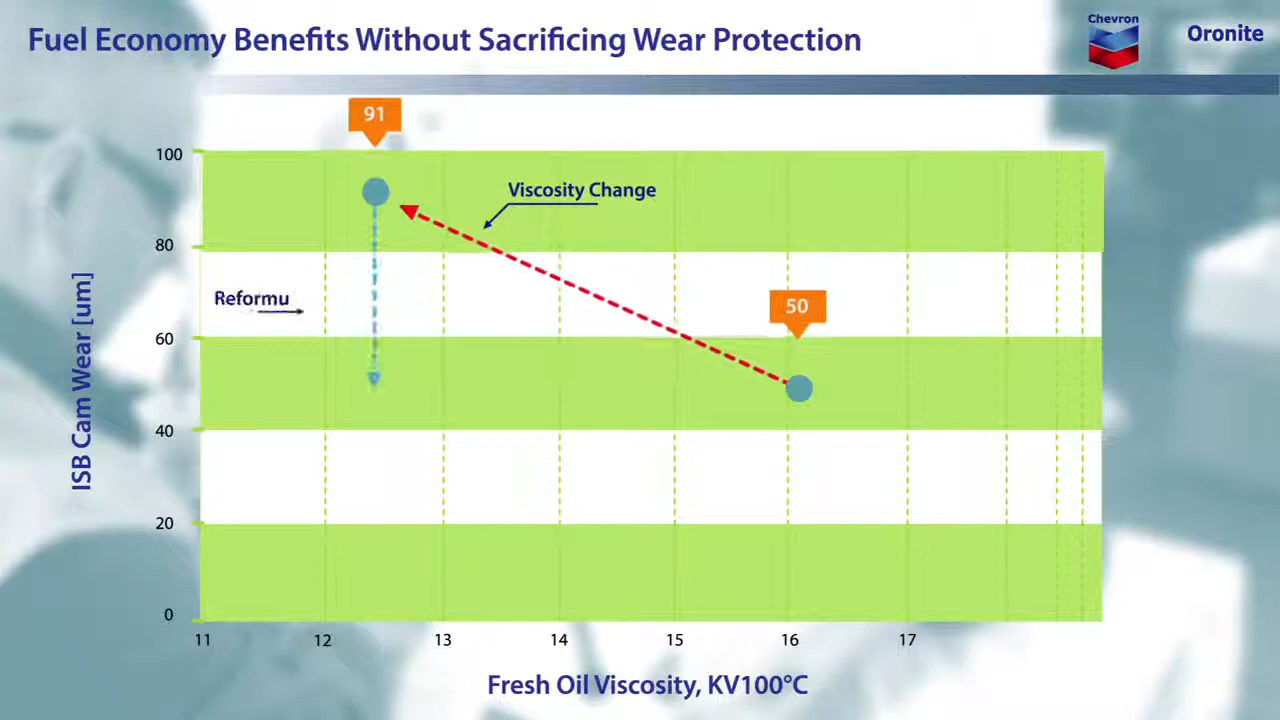 Fuel Economy Benefits Without Sacrificing Wear Protection
Chevron
Oronite
91
100
Viscosity Change
80
Reformu
50
60
ISB Cam Wear [um]
40
20
0
11 12 13 14 15 16 17
Fresh Oil Viscosity, KV100°C